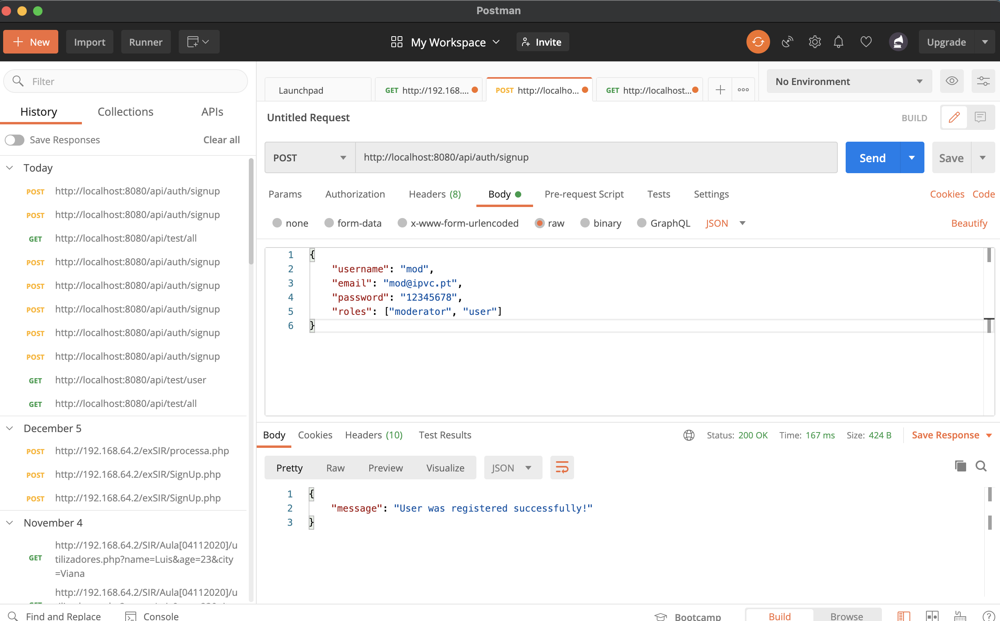 Postman
New Import Runner My Workspace Invite Upgrade
Filter
History Collections APIs
Save Responses Clear all
Today
POST http://localhost:8080/api/auth/signup
POST http://localhost:8080/api/auth/signup
GET http://localhost:8080/api/test/all
POST http://localhost:8080/api/auth/signup
POST http://localhost:8080/api/auth/signup
POST http://localhost:8080/api/auth/signup
POST http://localhost:8080/api/auth/signup
POST http://localhost:8080/api/auth/signup
GET http://localhost:8080/api/test/user
GET http://localhost:8080/api/test/all
December 5
POST http://192.168.64.2/exSIR/processa.php
POST http://192.168.64.2/exSIR/SignUp.php
POST http://192.168.64.2/exSIR/SignUp.php
November 4
http://192.168.64.2/SIR/Aula[04112020]/u
GET tilizadores.php?name=Luis&age=23&city
=Viana
http://192.168.64.2/SIR/Aula[04112020]/u
Launchpad GET http://192.168.... POST http://localho... GET http://localhost... No Environment
Untitled Request BUILD
POST http://localhost:8080/api/auth/signup Send Save
Params Authorization Headers (8) Body Pre-request Script Tests Settings Cookies Code
none form-data x-www-form-urlencoded raw binary GraphQL JSON Beautify
1 {
2 "username": "mod",
3 "email": "mod@ipvc.pt",
4 "password": "12345678",
5 "roles": ["moderator", "user"]
6 }
Body Cookies Headers (10) Test Results Status: 200 OK Time: 167 ms Size: 424 B Save Response
Pretty Raw Preview Visualize JSON
1 {
2 "message": "User was registered successfully!"
3 }
Find and Replace Console Bootcamp Build Browse